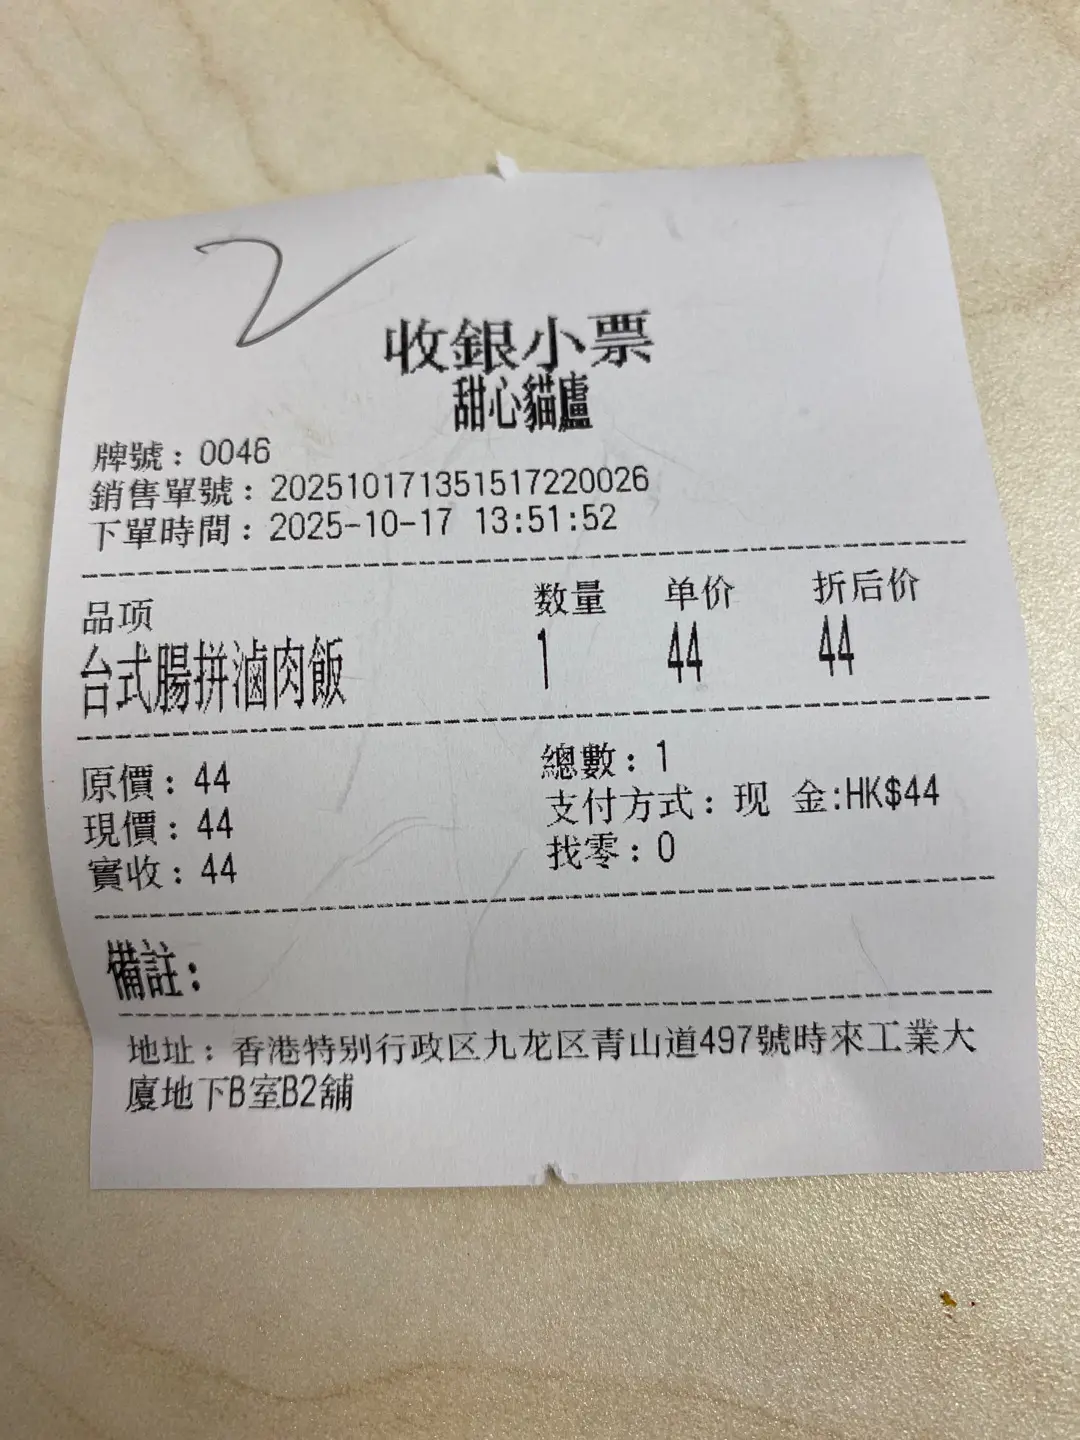 收銀小票
甜心貓廬
牌號：0046
銷售單號：202510171351517220026
下單時間：2025-10-17 13:51:52
品项 数量 单价 折后价
台式腸拼滷肉飯 1 44 44
原價：44 總數：1
現價：44 支付方式：现 金:HK$44
實收：44 找零：0
備註：
地址：香港特别行政区九龙区青山道497號時來工業大
廈地下B室B2舖